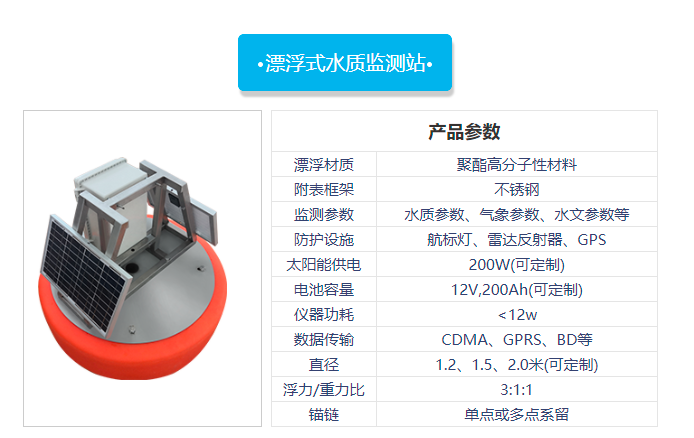 •漂浮式水质监测站•
产品参数
漂浮材质 聚酯高分子性材料
附表框架 不锈钢
监测参数 水质参数、气象参数、水文参数等
防护设施 航标灯、雷达反射器、GPS
太阳能供电 200W(可定制)
电池容量 12V,200Ah(可定制)
仪器功耗 <12w
数据传输 CDMA、GPRS、BD等
直径 1.2、1.5、2.0米(可定制)
浮力/重力比 3:1:1
锚链 单点或多点系留